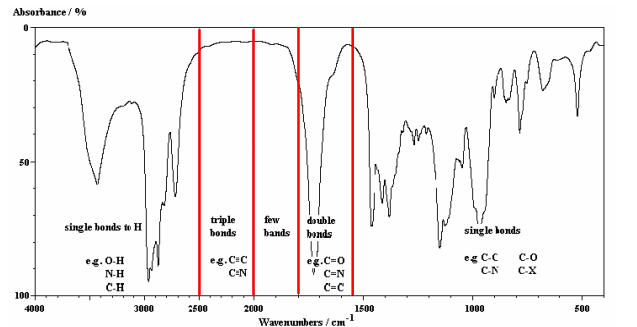 Absorbance / %
0
50
100
single bonds to H
e.g. O-H
N-H
C-H
triple
bonds
e.g. C≡C
C≡N
few
bands
double
bonds
e.g. C=O
C=N
C=C
single bonds
e.g C-C C-O
C-N C-X
4000 3000 2500 2000 1500 1000 500
Wavenumbers / cm-1